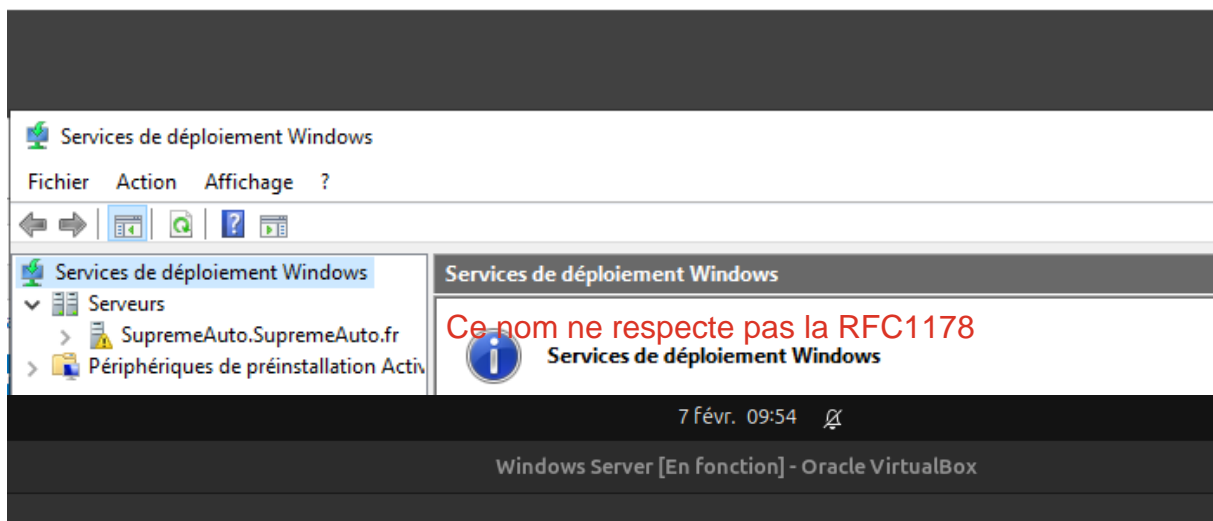 Services de déploiement Windows
Fichier Action Affichage ?
Services de déploiement Windows
Serveurs
SupremeAuto.SupremeAuto.fr
Périphériques de préinstallation Activ
Services de déploiement Windows
Ce nom ne respecte pas la RFC1178
Services de déploiement Windows
7 févr. 09:54
Windows Server [En fonction] - Oracle VirtualBox